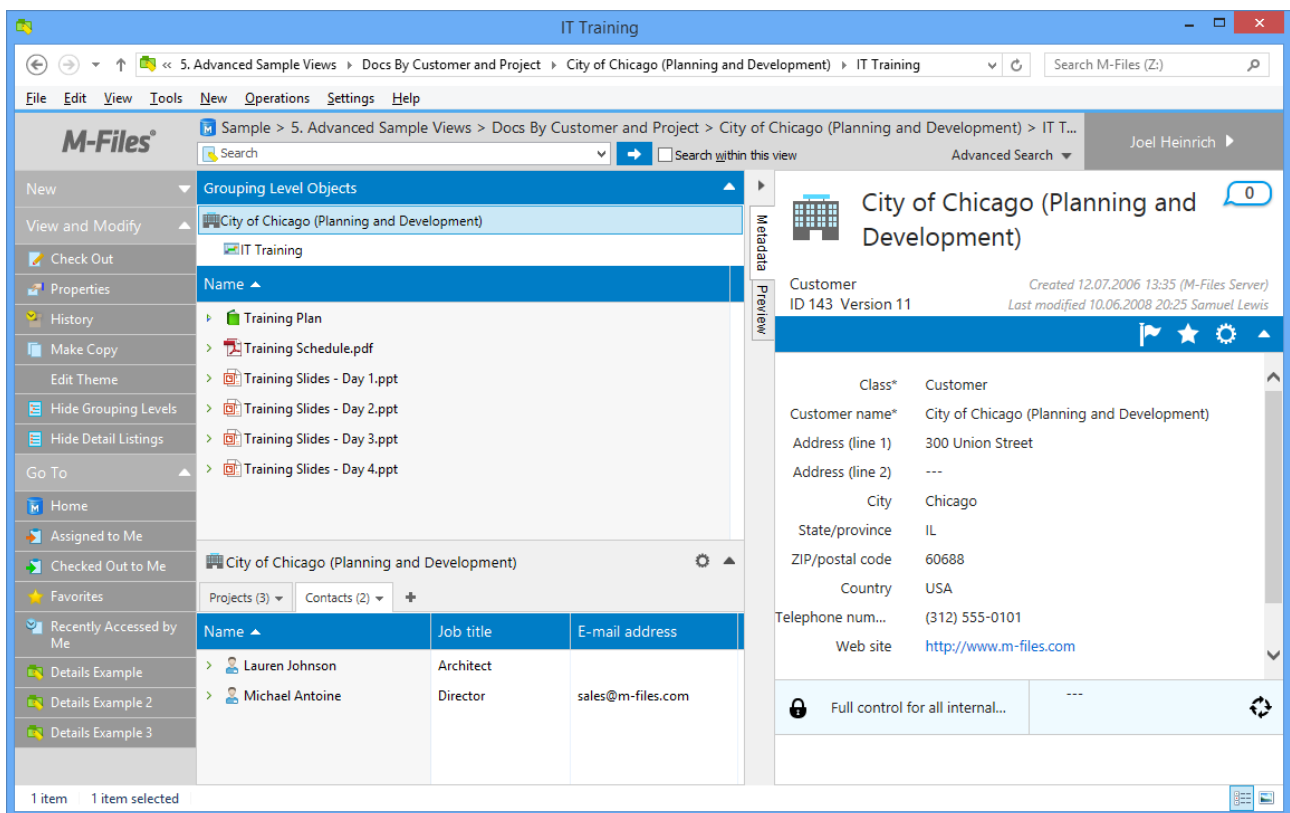 IT Training
« 5. Advanced Sample Views Docs By Customer and Project City of Chicago (Planning and Development) IT Training
Search M-Files (Z:)
File Edit View Tools New Operations Settings Help
M-Files®
Sample > 5. Advanced Sample Views > Docs By Customer and Project > City of Chicago (Planning and Development) > IT T...
Search
Search within this view
Advanced Search
Joel Heinrich
New
View and Modify
Check Out
Properties
History
Make Copy
Edit Theme
Hide Grouping Levels
Hide Detail Listings
Go To
Home
Assigned to Me
Checked Out to Me
Favorites
Recently Accessed by
Me
Details Example
Details Example 2
Details Example 3
Grouping Level Objects
City of Chicago (Planning and Development)
IT Training
Name
Training Plan
Training Schedule.pdf
Training Slides - Day 1.ppt
Training Slides - Day 2.ppt
Training Slides - Day 3.ppt
Training Slides - Day 4.ppt
City of Chicago (Planning and Development)
Projects (3) Contacts (2)
Name Job title E-mail address
Lauren Johnson Architect
Michael Antoine Director sales@m-files.com
Metadata
Preview
City of Chicago (Planning and
Development)
0
Customer Created 12.07.2006 13:35 (M-Files Server)
ID 143 Version 11 Last modified 10.06.2008 20:25 Samuel Lewis
Class* Customer
Customer name* City of Chicago (Planning and Development)
Address (line 1) 300 Union Street
Address (line 2) ---
City Chicago
State/province IL
ZIP/postal code 60688
Country USA
Telephone num... (312) 555-0101
Web site http://www.m-files.com
Full control for all internal... ---
1 item 1 item selected